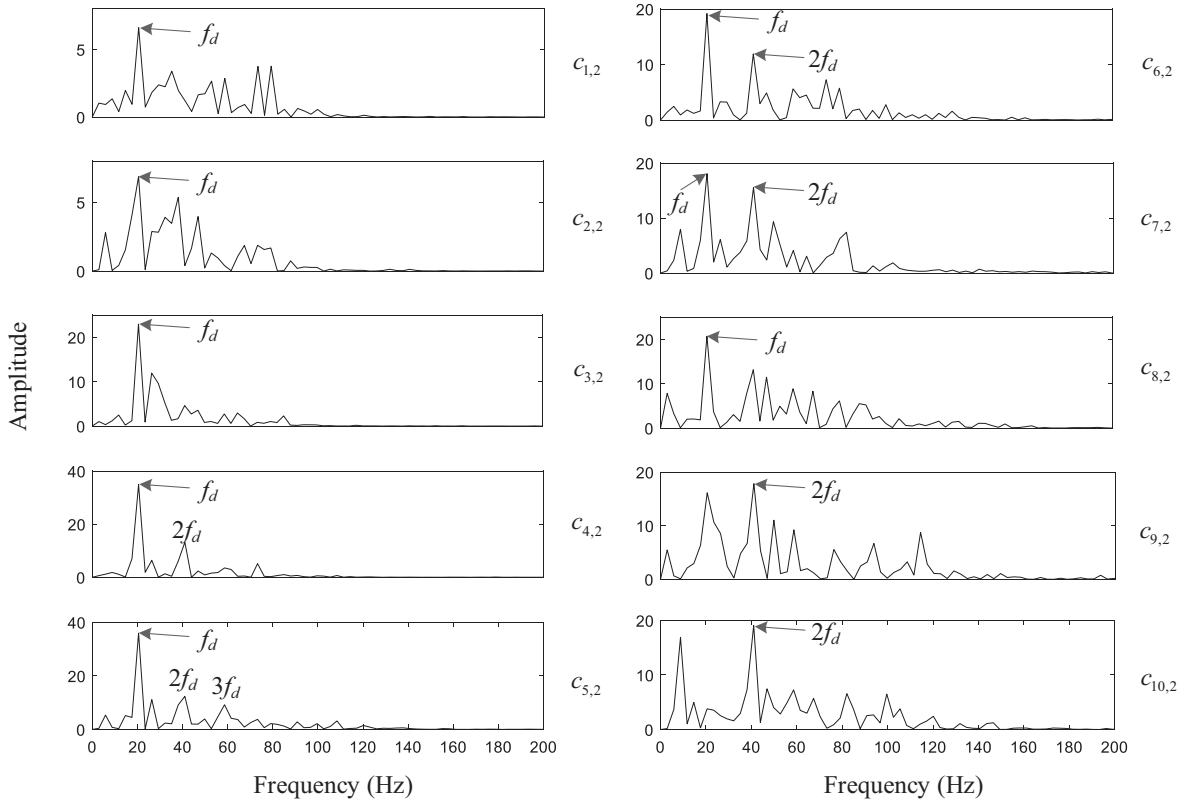 Amplitude
5
0
f_d
c_{1,2}
5
0
f_d
c_{2,2}
20
10
0
f_d
c_{3,2}
40
20
0
f_d
2f_d
c_{4,2}
40
20
0
f_d
2f_d
3f_d
c_{5,2}
0 20 40 60 80 100 120 140 160 180 200
Frequency (Hz)
20
10
0
f_d
2f_d
c_{6,2}
20
10
0
f_d
2f_d
c_{7,2}
20
10
0
f_d
c_{8,2}
20
10
0
2f_d
c_{9,2}
20
10
0
2f_d
c_{10,2}
0 20 40 60 80 100 120 140 160 180 200
Frequency (Hz)